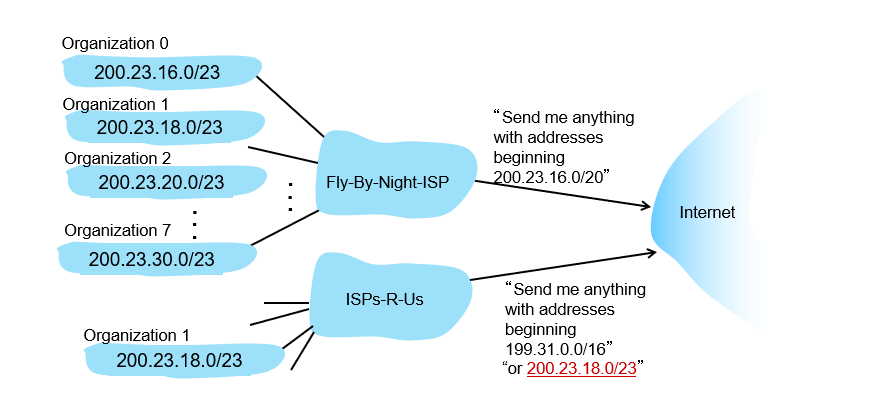 Organization 0
200.23.16.0/23
Organization 1
200.23.18.0/23
Organization 2
200.23.20.0/23
Organization 7
200.23.30.0/23
Fly-By-Night-ISP
“Send me anything
with addresses
beginning
200.23.16.0/20”
Internet
ISPs-R-Us
Organization 1
200.23.18.0/23
“Send me anything
with addresses
beginning
199.31.0.0/16”
“or 200.23.18.0/23”